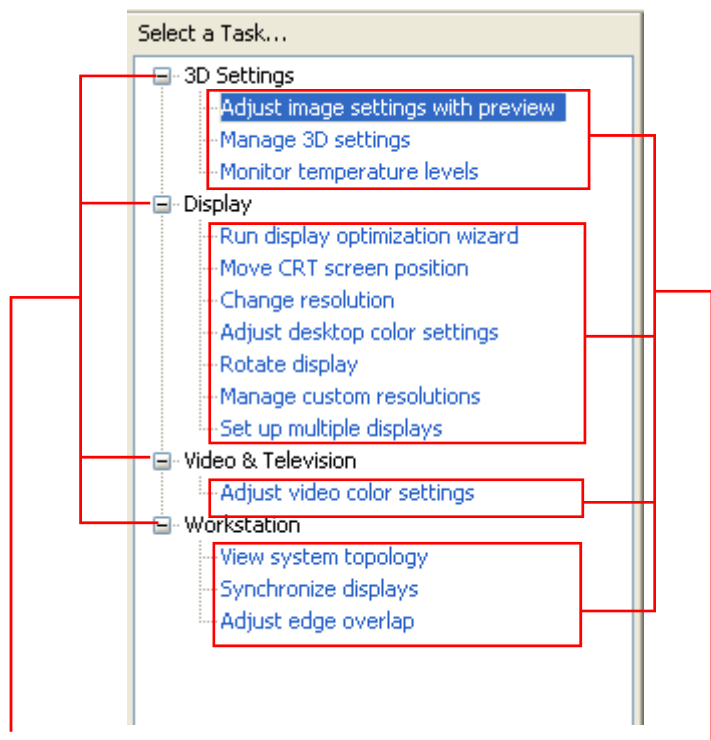 Select a Task...
3D Settings
Adjust image settings with preview
Manage 3D settings
Monitor temperature levels
Display
Run display optimization wizard
Move CRT screen position
Change resolution
Adjust desktop color settings
Rotate display
Manage custom resolutions
Set up multiple displays
Video & Television
Adjust video color settings
Workstation
View system topology
Synchronize displays
Adjust edge overlap